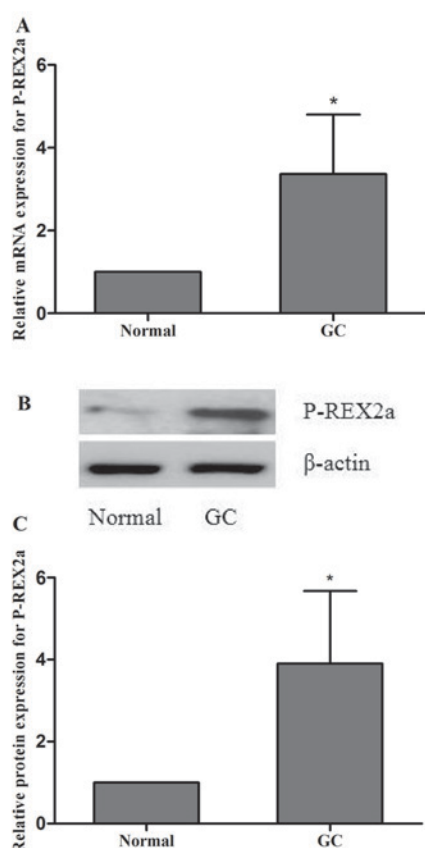 A
Relative mRNA expression for P-REX2a
6
4
2
0
*
Normal GC
B
P-REX2a
β-actin
Normal GC
C
Relative protein expression for P-REX2a
6
4
2
0
*
Normal GC